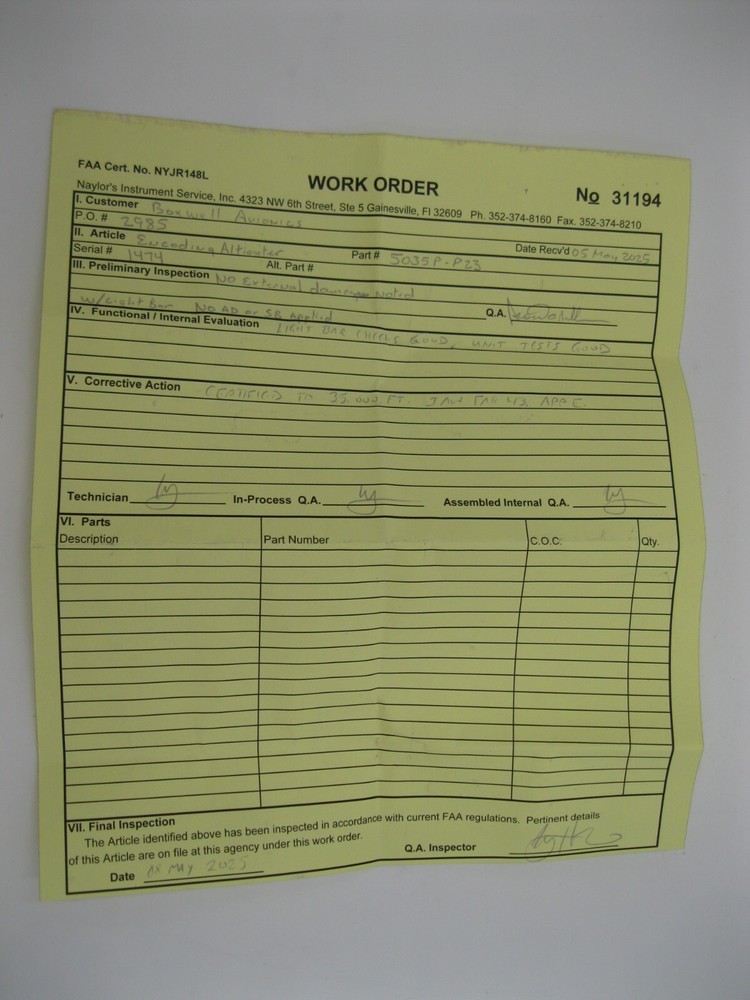 FAA Cert. No. NYJR148L
WORK ORDER
No 31194
Naylor's Instrument Service, Inc. 4323 NW 6th Street, Ste 5 Gainesville, Fl 32609 Ph. 352-374-8160 Fax. 352-374-8210
I. Customer Boswell Avionics
P.O. # 2985
Date Recv'd 05 May 2025
II. Article Encoding Altimter Part # 5035P-P23
Serial # 1474 Alt. Part #
III. Preliminary Inspection No External damage Noted
w/Light Bar No AD or SB Applied Q.A.
IV. Functional / Internal Evaluation LIGHT BAR CHECKS GOOD, UNIT TESTS GOOD
V. Corrective Action CERTIFIED TO 35,000 FT. IAW FAR 43, APP E.
Technician In-Process Q.A. Assembled Internal Q.A.
VI. Parts
Description Part Number C.O.C. Qty.
VII. Final Inspection
The Article identified above has been inspected in accordance with current FAA regulations. Pertinent details
of this Article are on file at this agency under this work order.
Q.A. Inspector
Date MAY 2025